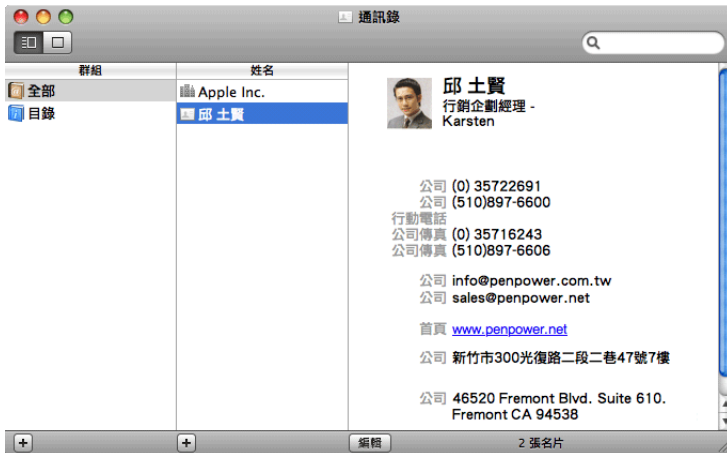 通訊錄
群組
姓名
全部
目錄
Apple Inc.
邱 土賢
邱 土賢
行銷企劃經理 -
Karsten
公司 (0) 35722691
公司 (510)897-6600
行動電話
公司傳真 (0) 35716243
公司傳真 (510)897-6606
公司 info@penpower.com.tw
公司 sales@penpower.net
首頁 www.penpower.net
公司 新竹市300光復路二段二巷47號7樓
公司 46520 Fremont Blvd. Suite 610.
Fremont CA 94538
編輯
2 張名片